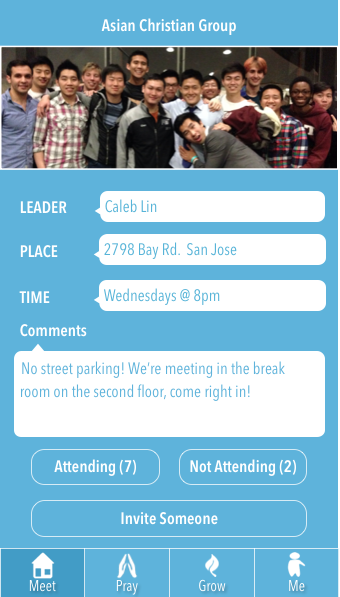 Asian Christian Group
LEADER Caleb Lin
PLACE 2798 Bay Rd.  San Jose
TIME Wednesdays @ 8pm
Comments
No street parking! We're meeting in the break
room on the second floor, come right in!
Attending (7) Not Attending (2)
Invite Someone
Meet Pray Grow Me